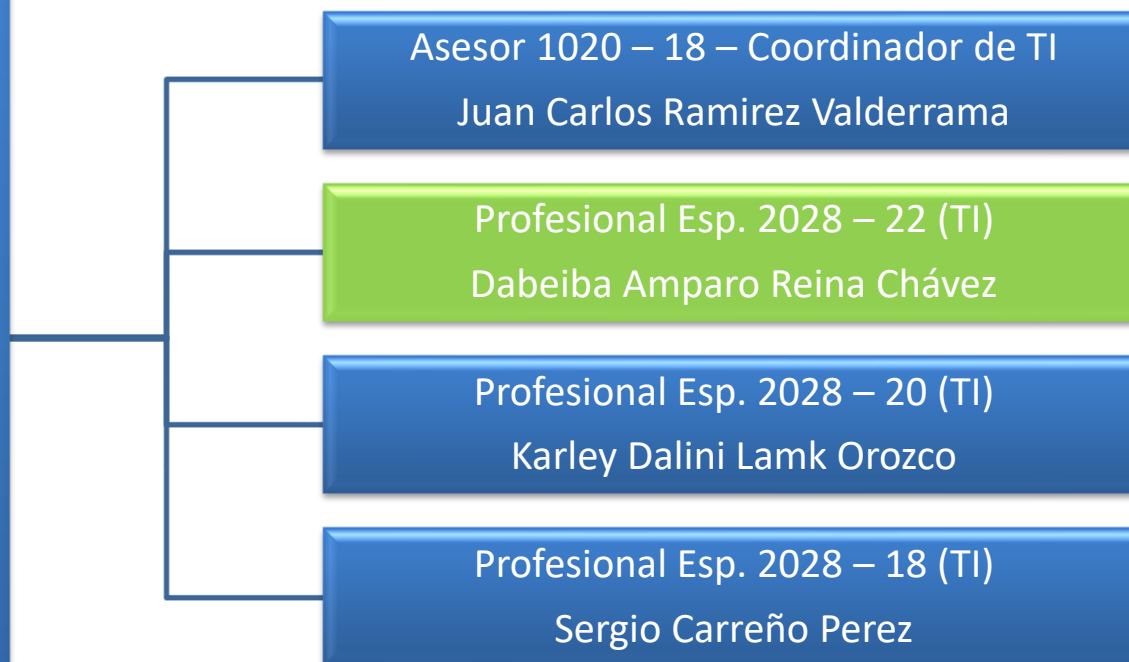 Asesor 1020 – 18 – Coordinador de TI
Juan Carlos Ramirez Valderrama
Profesional Esp. 2028 – 22 (TI)
Dabeiba Amparo Reina Chávez
Profesional Esp. 2028 – 20 (TI)
Karley Dalini Lamk Orozco
Profesional Esp. 2028 – 18 (TI)
Sergio Carreño Perez